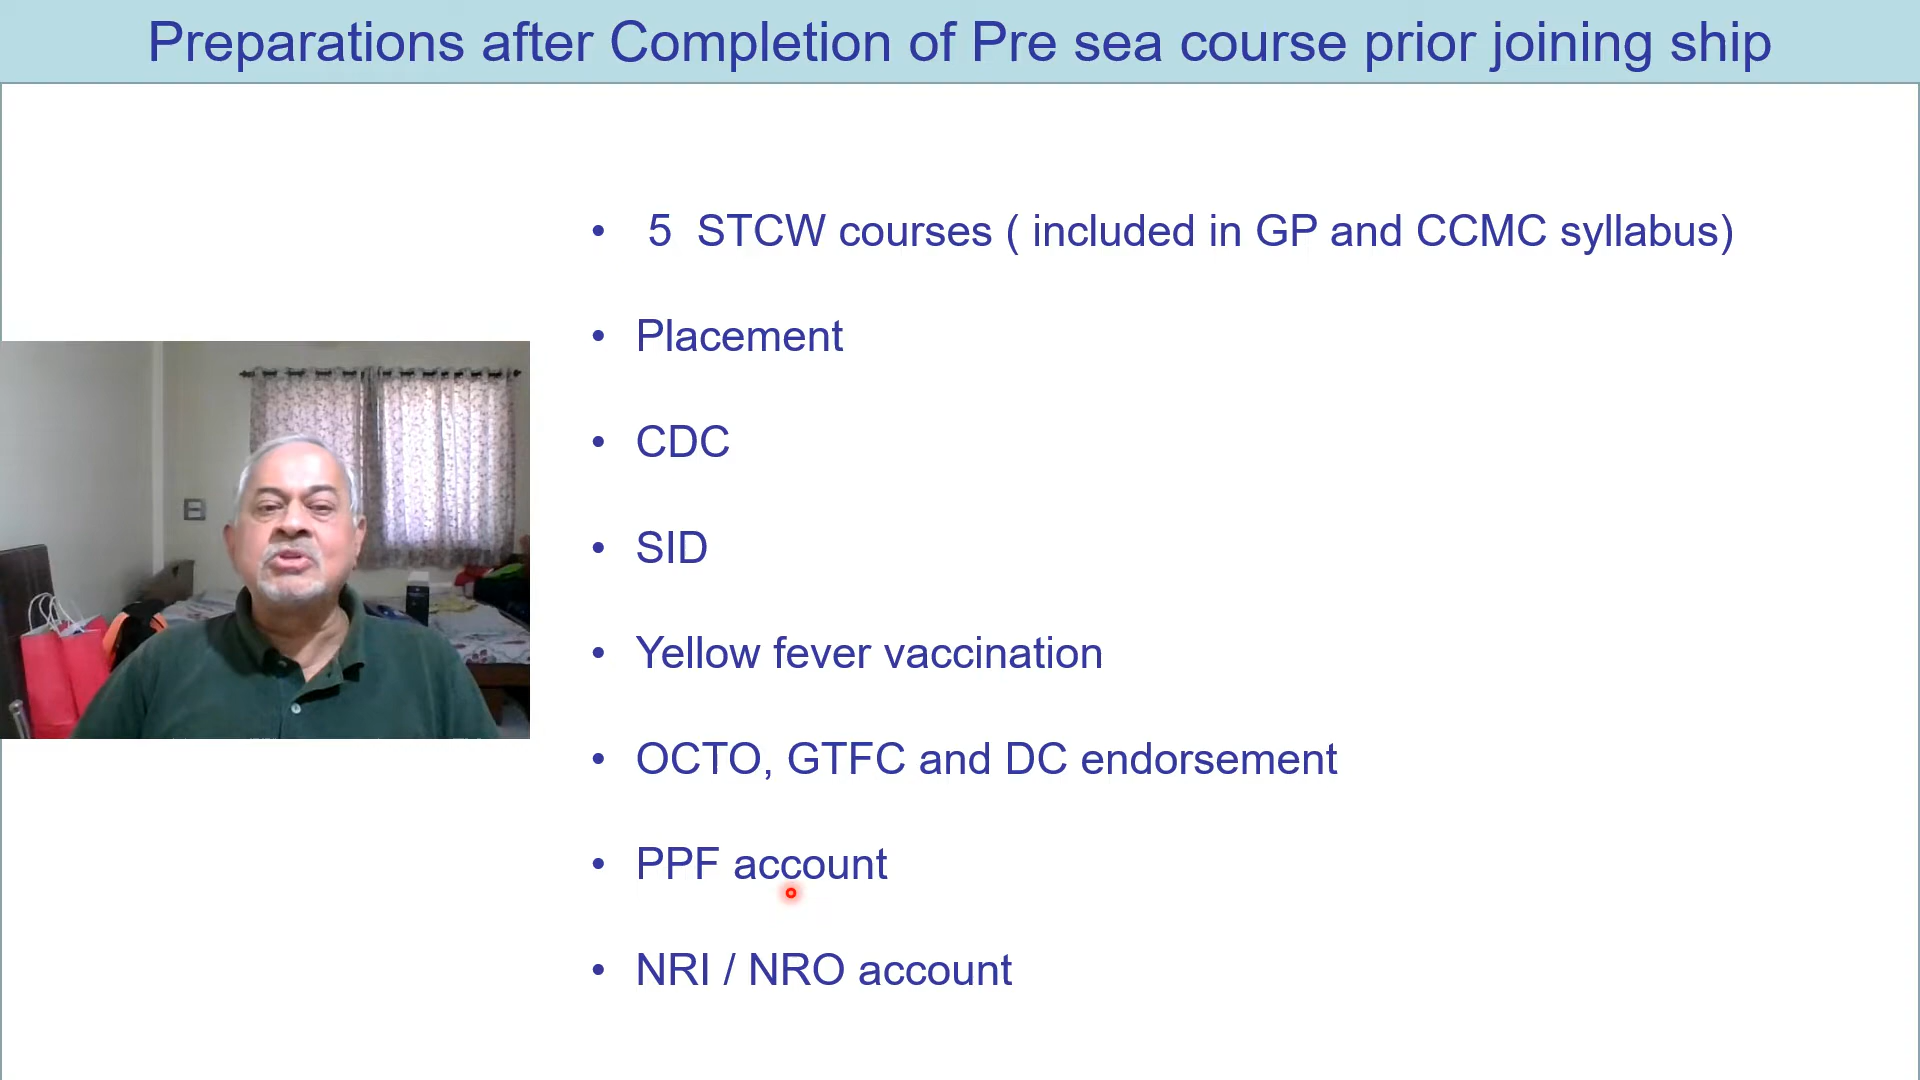 Preparations after Completion of Pre sea course prior joining ship
• 5 STCW courses ( included in GP and CCMC syllabus)
• Placement
• CDC
• SID
• Yellow fever vaccination
• OCTO, GTFC and DC endorsement
• PPF account
• NRI / NRO account